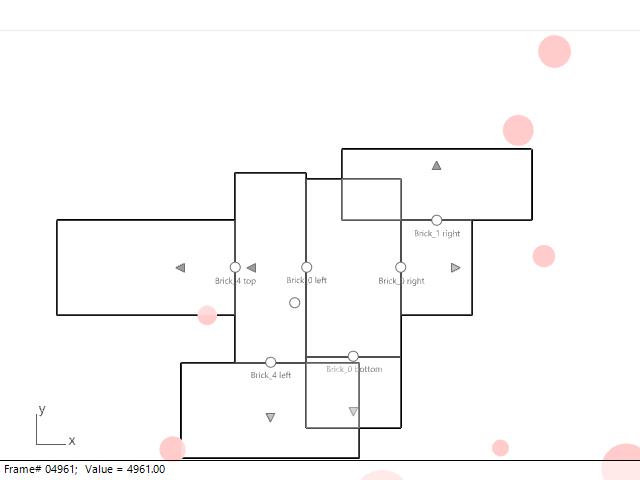 Brick_1 right
Brick_4 top
Brick_0 left
Brick_0 right
Brick_0 bottom
Brick_4 left
y
x
Frame# 04961; Value = 4961.00